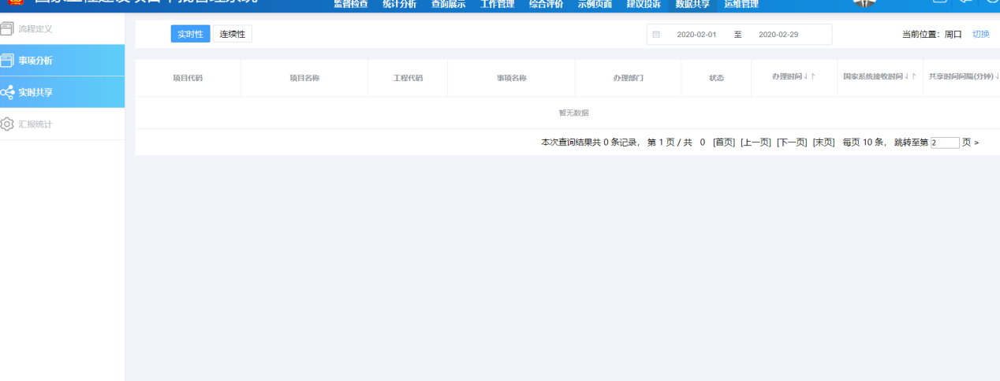 监督检查 统计分析 查询展示 工作管理 综合评价 示例页面 建议投诉 数据共享 运维管理
流程定义
事项分析
实时共享
汇报统计
实时性 连续性 2020-02-01 至 2020-02-29 当前位置：周口 切换
项目代码 项目名称 工程代码 事项名称 办理部门 状态 办理时间↓↑ 国家系统接收时间↓↑ 共享时间间隔(分钟)↓
暂无数据
本次查询结果共 0 条记录， 第 1 页 / 共 0 [首页] [上一页] [下一页] [末页] 每页 10 条， 跳转至第 2 页 >